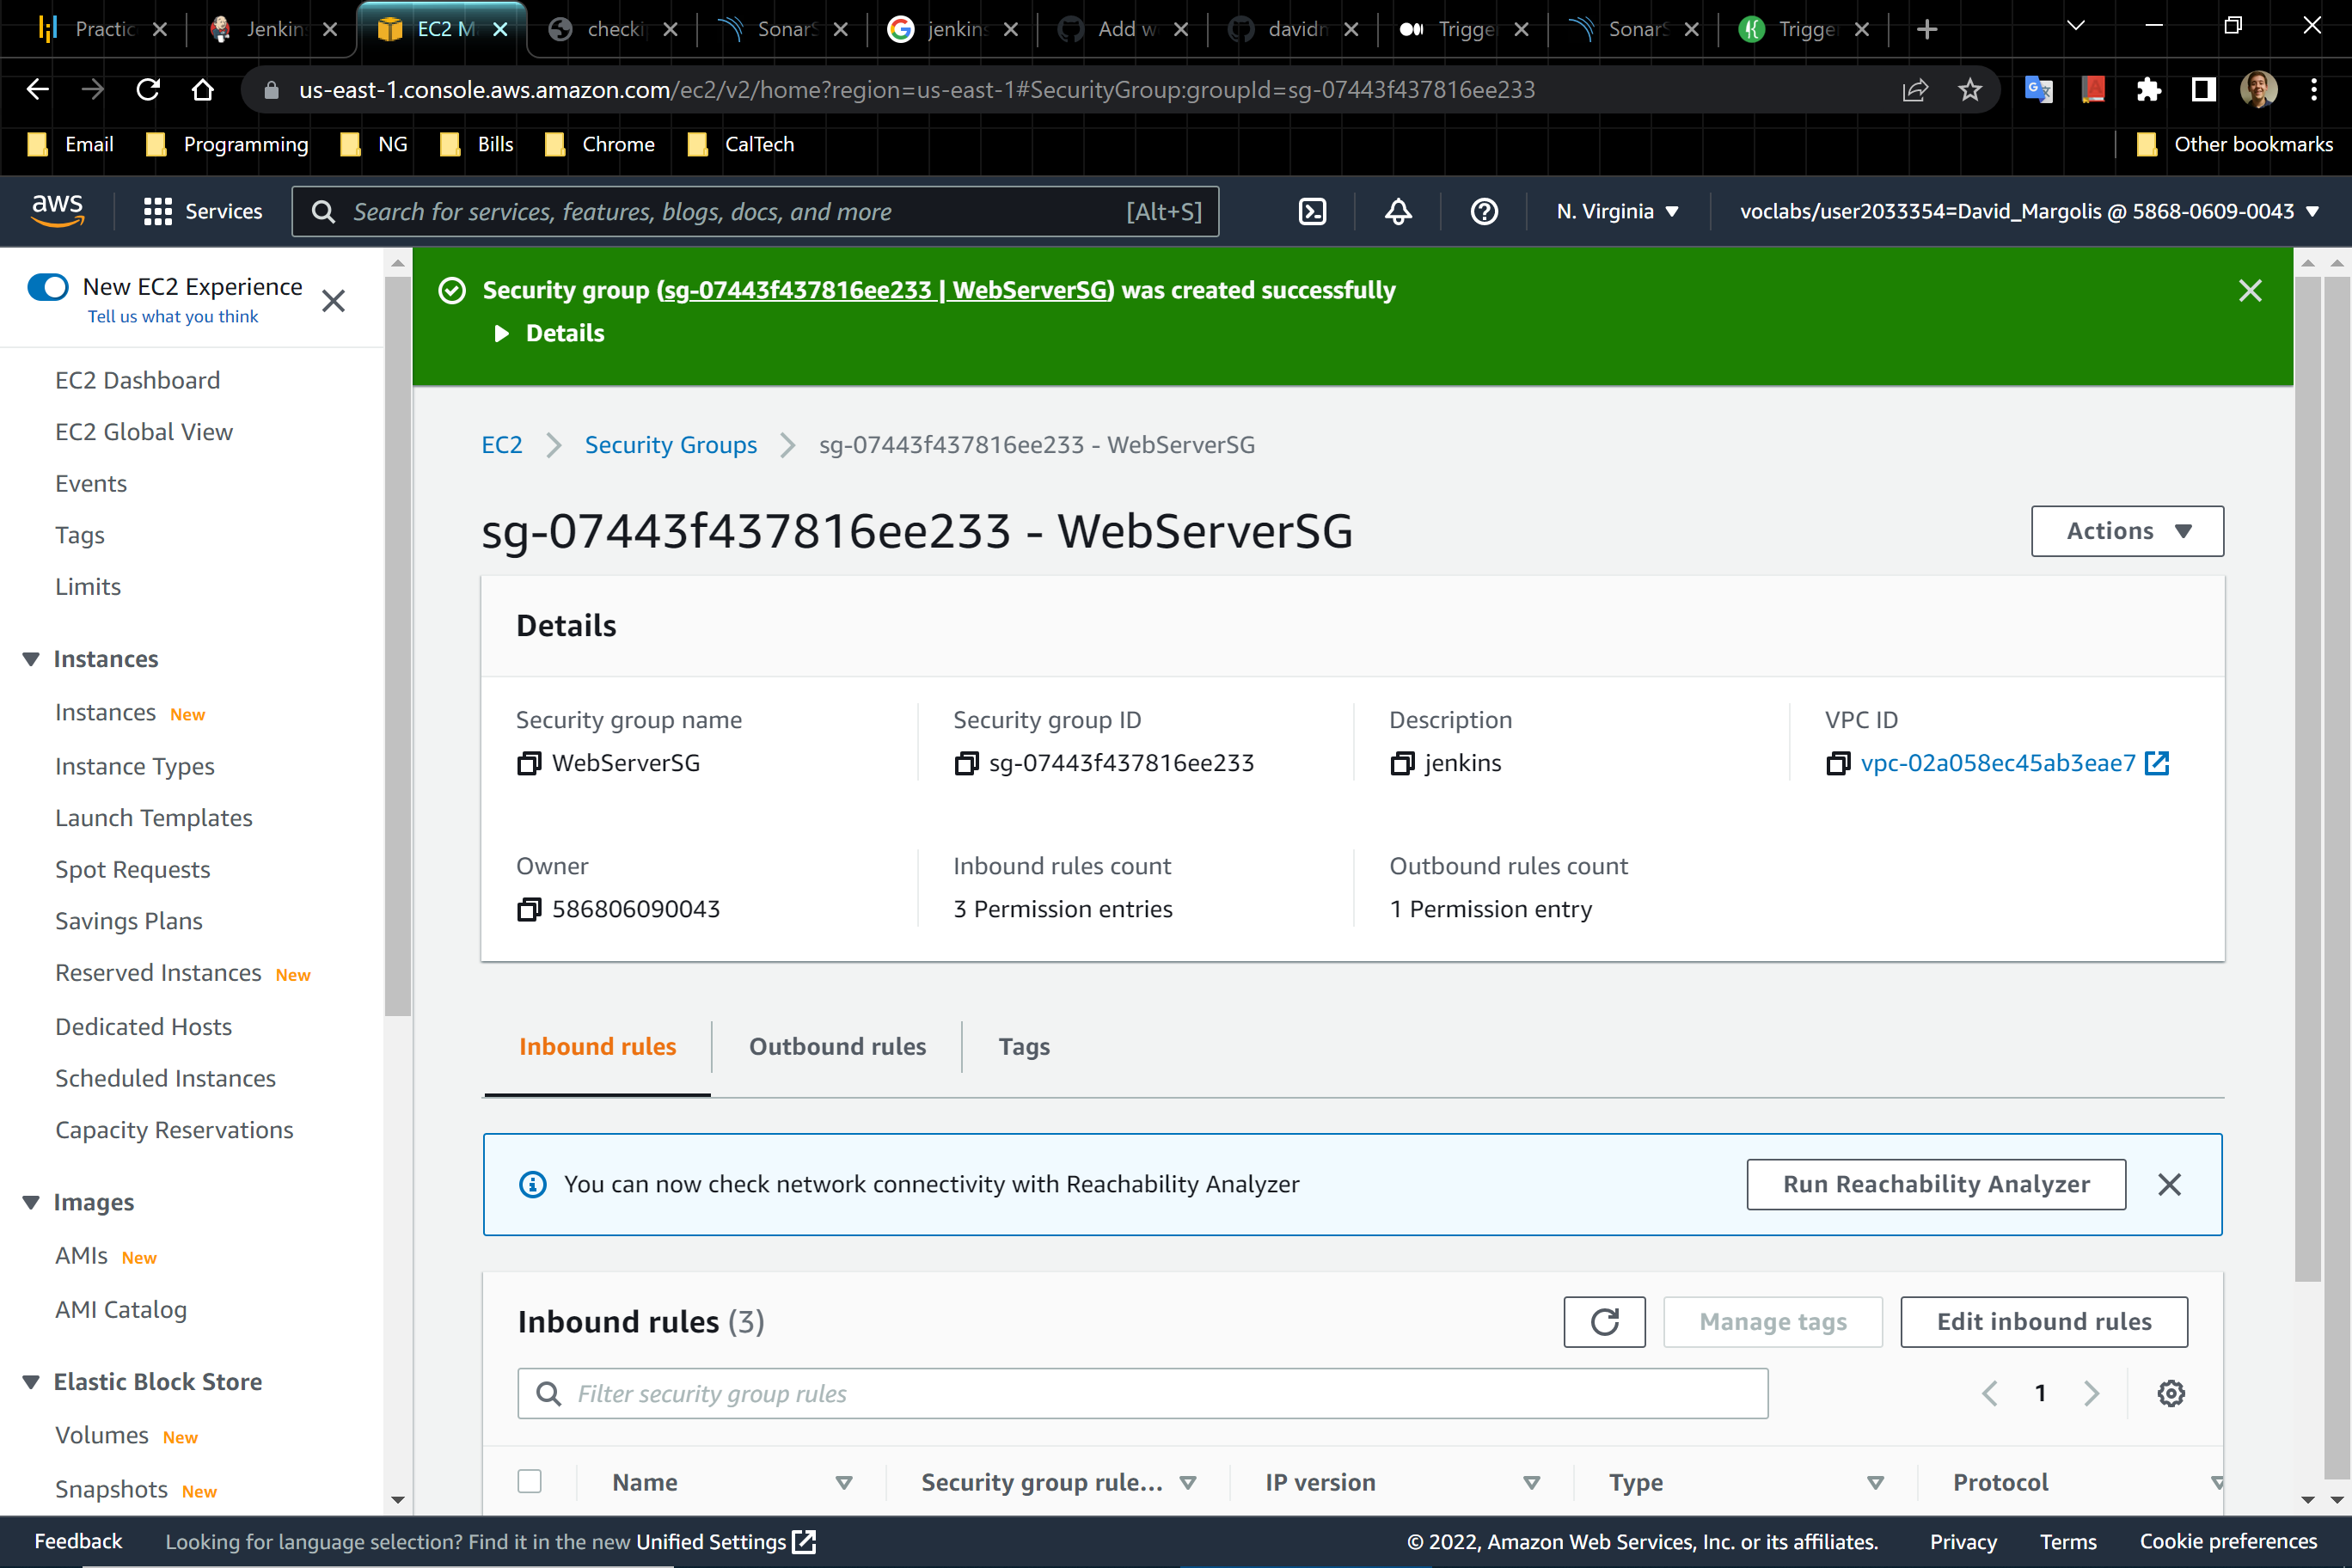 Practic
Jenkins
EC2 M
checkip
SonarS
jenkins
Add w
davidm
Trigger
SonarS
Trigger
us-east-1.console.aws.amazon.com/ec2/v2/home?region=us-east-1#SecurityGroup:groupId=sg-07443f437816ee233
Email
Programming
NG
Bills
Chrome
CalTech
Other bookmarks
aws
Services
Search for services, features, blogs, docs, and more
[Alt+S]
N. Virginia
voclabs/user2033354=David_Margolis @ 5868-0609-0043
New EC2 Experience
Tell us what you think
EC2 Dashboard
EC2 Global View
Events
Tags
Limits
Instances
Instances New
Instance Types
Launch Templates
Spot Requests
Savings Plans
Reserved Instances New
Dedicated Hosts
Scheduled Instances
Capacity Reservations
Images
AMIs New
AMI Catalog
Elastic Block Store
Volumes New
Snapshots New
Security group (sg-07443f437816ee233 | WebServerSG) was created successfully
Details
EC2
Security Groups
sg-07443f437816ee233 - WebServerSG
sg-07443f437816ee233 - WebServerSG
Actions
Details
Security group name
WebServerSG
Security group ID
sg-07443f437816ee233
Description
jenkins
VPC ID
vpc-02a058ec45ab3eae7
Owner
586806090043
Inbound rules count
3 Permission entries
Outbound rules count
1 Permission entry
Inbound rules
Outbound rules
Tags
You can now check network connectivity with Reachability Analyzer
Run Reachability Analyzer
Inbound rules (3)
Manage tags
Edit inbound rules
Filter security group rules
1
Name
Security group rule...
IP version
Type
Protocol
Feedback
Looking for language selection? Find it in the new Unified Settings
© 2022, Amazon Web Services, Inc. or its affiliates.
Privacy
Terms
Cookie preferences